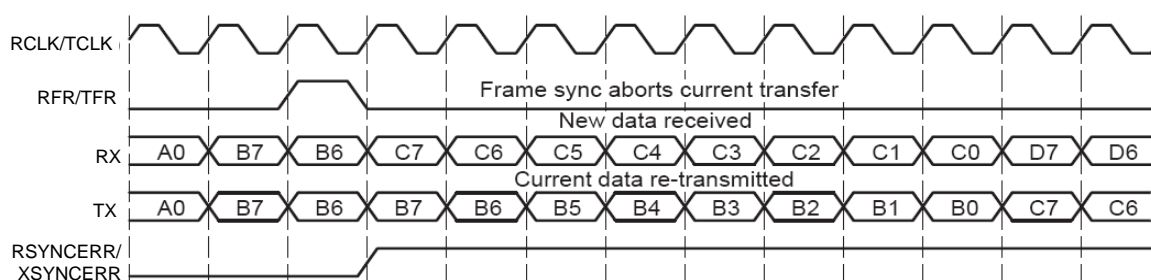 RCLK/TCLK
RFR/TFR
Frame sync aborts current transfer
New data received
RX A0 B7 B6 C7 C6 C5 C4 C3 C2 C1 C0 D7 D6
Current data re-transmitted
TX A0 B7 B6 B7 B6 B5 B4 B3 B2 B1 B0 C7 C6
RSYNCERR/
XSYNCERR